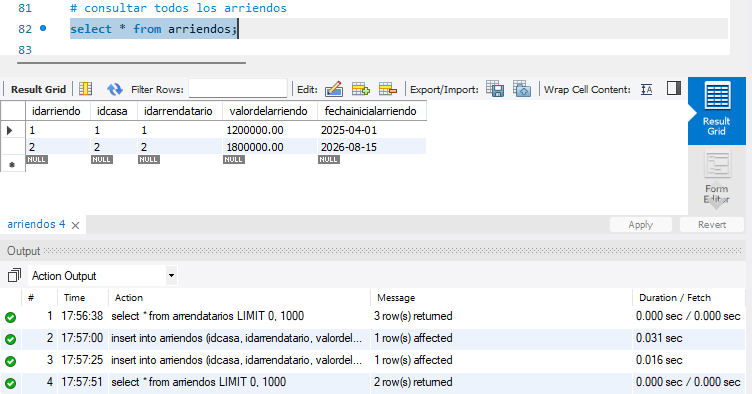 81 # consultar todos los arriendos
82 select * from arriendos;
83
Result Grid Filter Rows: Edit: Export/Import: Wrap Cell Content: IA
idarriendo idcasa idarrendatario valordelarriendo fechainicialarriendo
1 1 1 1200000.00 2025-04-01
2 2 2 1800000.00 2026-08-15
NULL NULL NULL NULL NULL
Result
Grid
Form
Editor
arriendos 4 Apply Revert
Output
Action Output
# Time Action Message Duration / Fetch
1 17:56:38 select * from arrendatarios LIMIT 0, 1000 3 row(s) returned 0.000 sec / 0.000 sec
2 17:57:00 insert into arriendos (idcasa, idarrendatario, valordel... 1 row(s) affected 0.031 sec
3 17:57:25 insert into arriendos (idcasa, idarrendatario, valordel... 1 row(s) affected 0.016 sec
4 17:57:51 select * from arriendos LIMIT 0, 1000 2 row(s) returned 0.000 sec / 0.000 sec